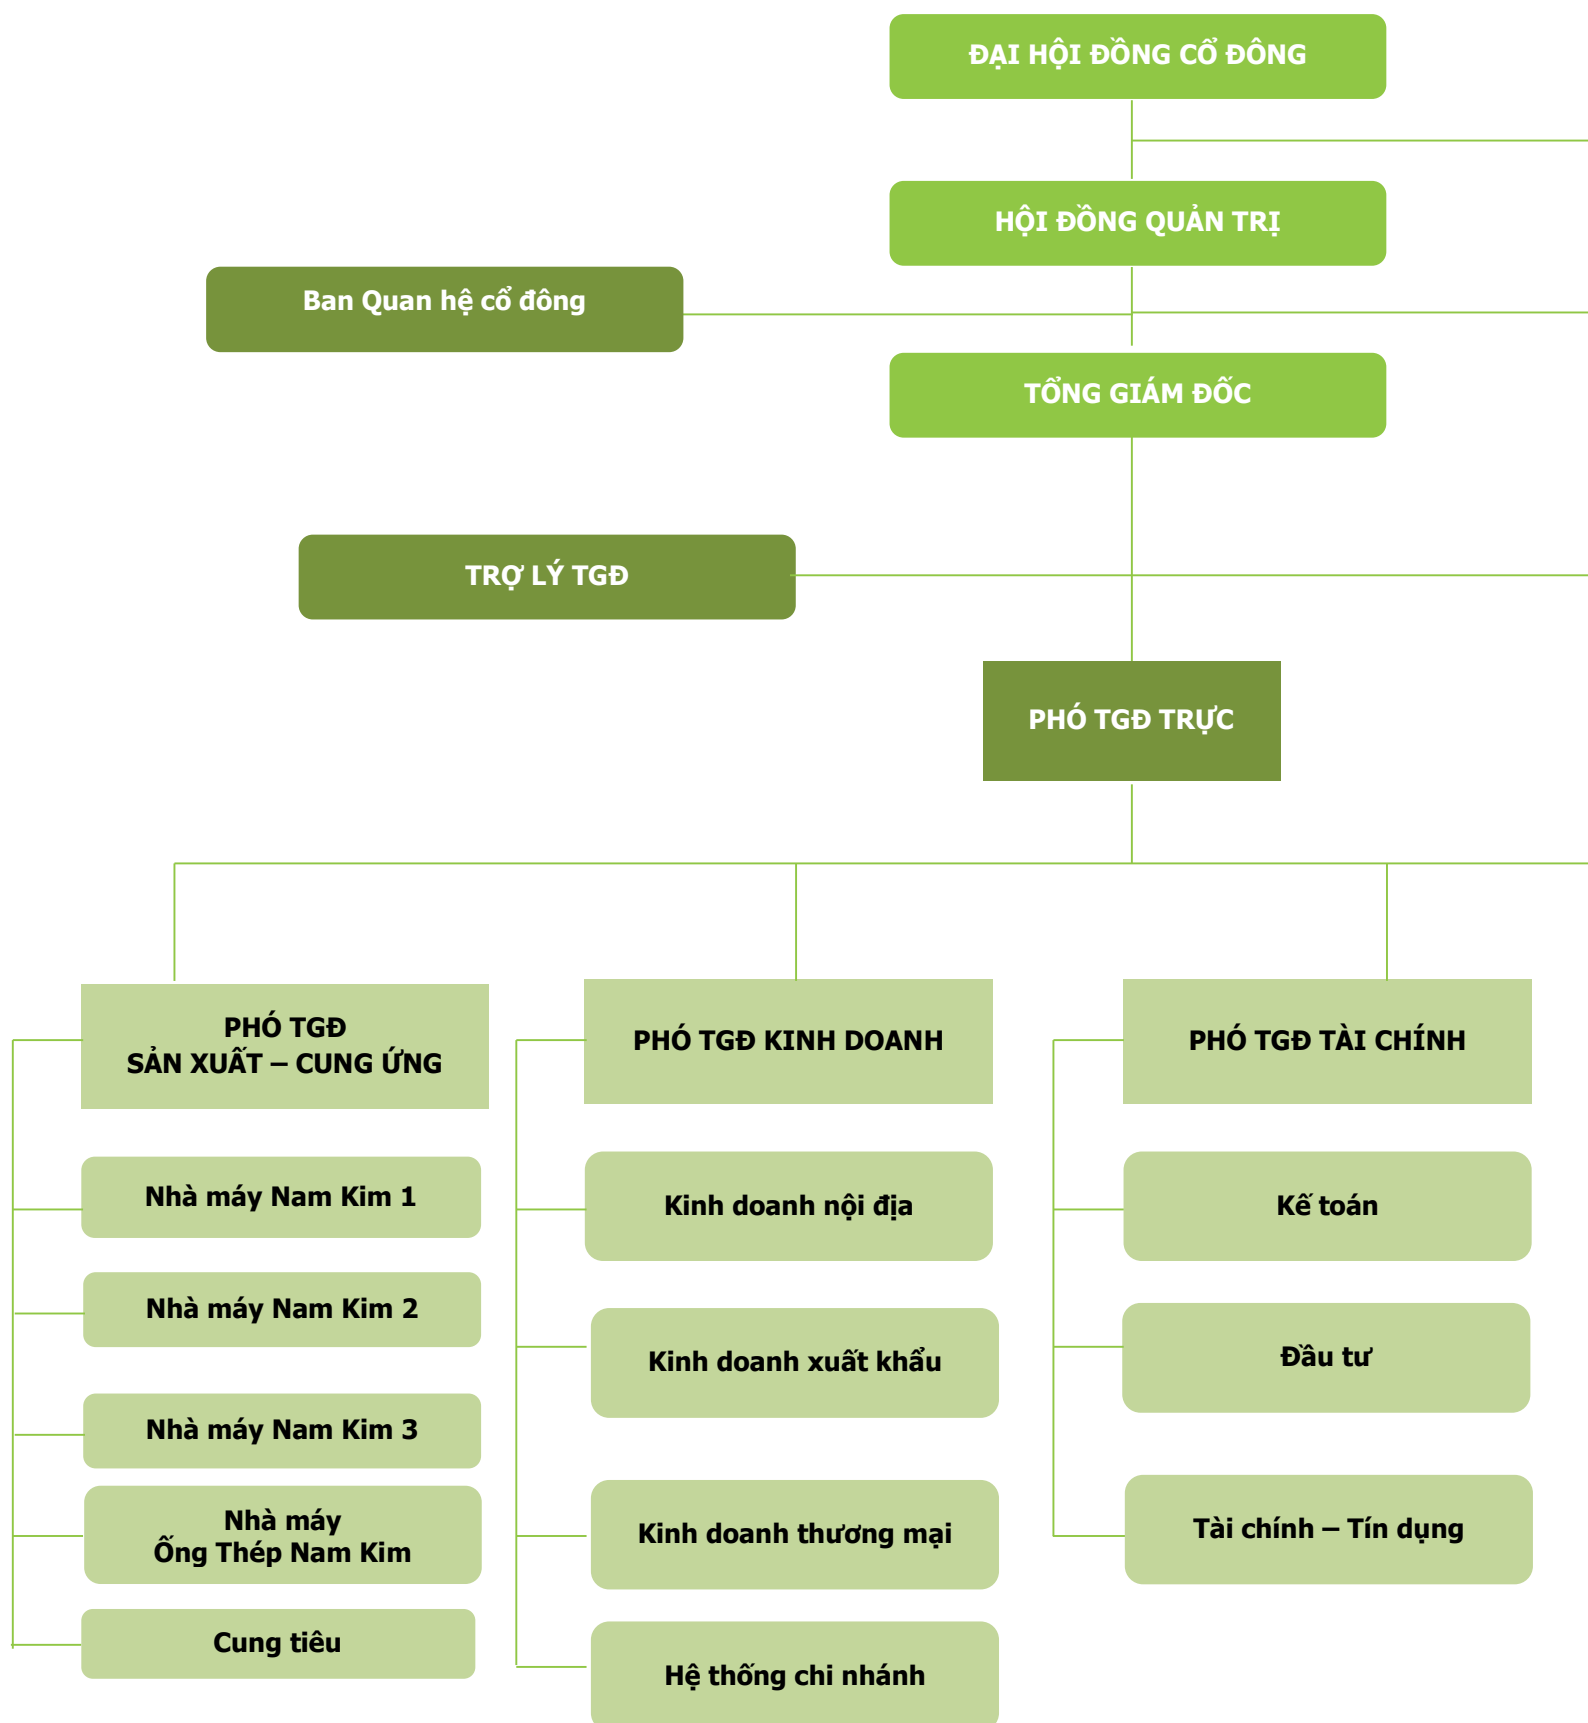 ĐẠI HỘI ĐỒNG CỔ ĐÔNG
HỘI ĐỒNG QUẢN TRỊ
Ban Quan hệ cổ đông
TỔNG GIÁM ĐỐC
TRỢ LÝ TGĐ
PHÓ TGĐ TRỰC
PHÓ TGĐ
SẢN XUẤT – CUNG ỨNG
Nhà máy Nam Kim 1
Nhà máy Nam Kim 2
Nhà máy Nam Kim 3
Nhà máy
Ống Thép Nam Kim
Cung tiêu
PHÓ TGĐ KINH DOANH
Kinh doanh nội địa
Kinh doanh xuất khẩu
Kinh doanh thương mại
Hệ thống chi nhánh
PHÓ TGĐ TÀI CHÍNH
Kế toán
Đầu tư
Tài chính – Tín dụng